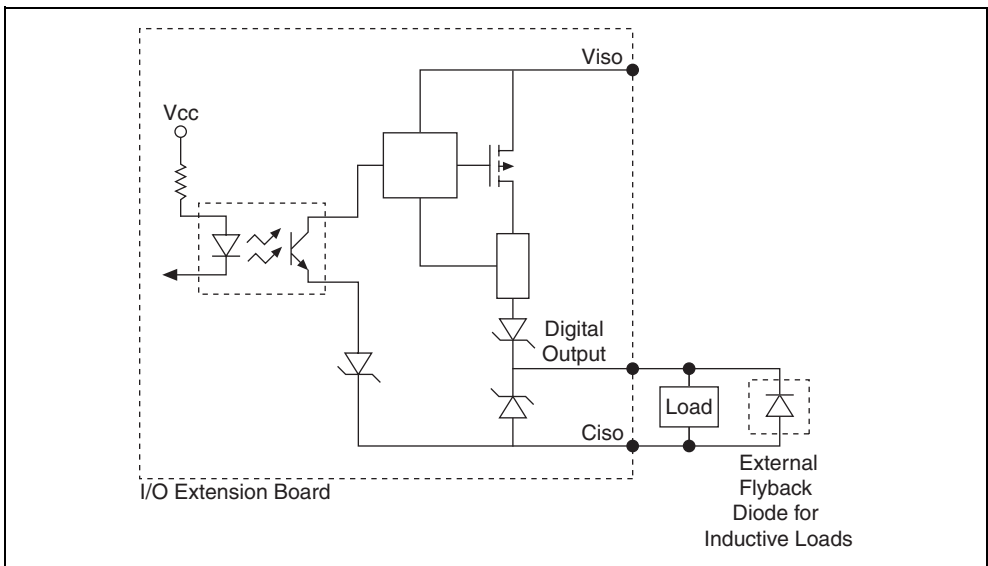 Viso
Vcc
Digital
Output
Load
Ciso
I/O Extension Board
External
Flyback
Diode for
Inductive Loads